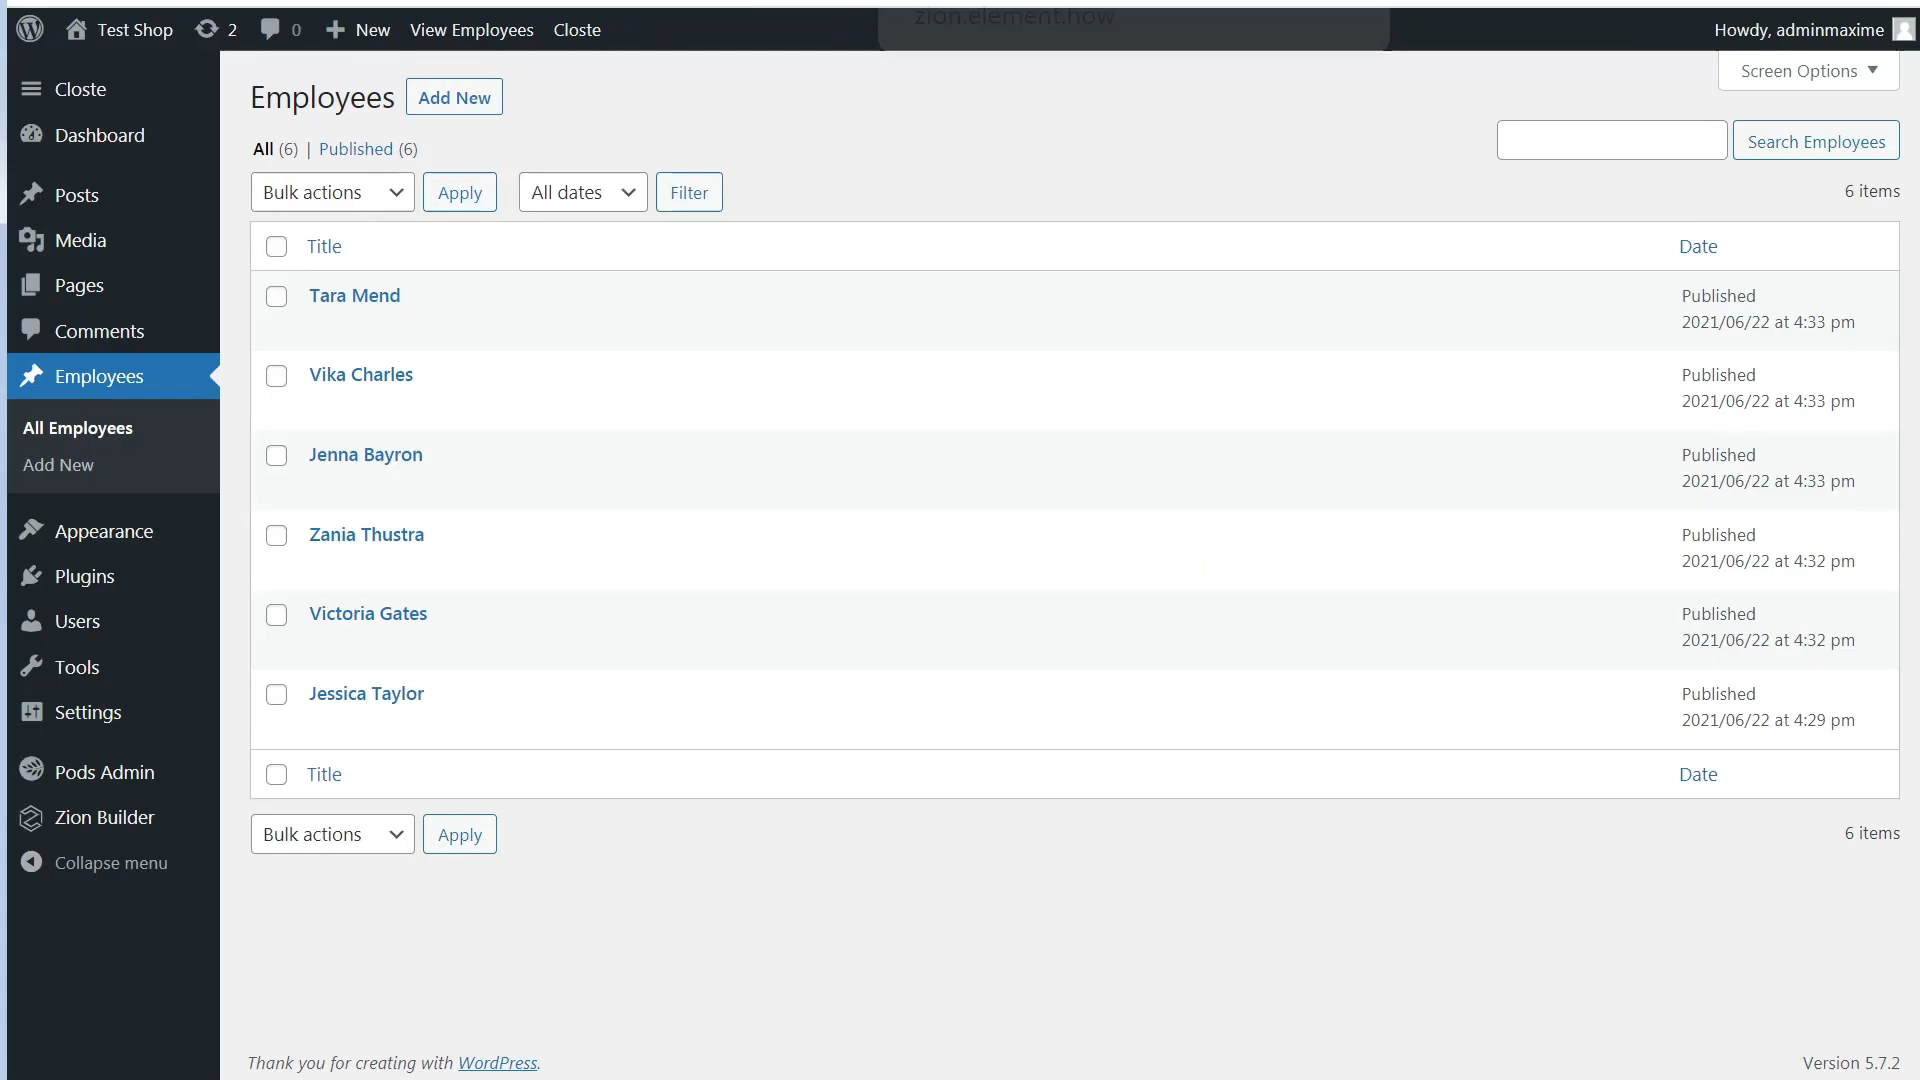 zion.element.how
Test Shop 2 0 New View Employees Closte Howdy, adminmaxime
Screen Options
Closte
Dashboard
Posts
Media
Pages
Comments
Employees
All Employees
Add New
Appearance
Plugins
Users
Tools
Settings
Pods Admin
Zion Builder
Collapse menu
Employees Add New
All (6) | Published (6)
Search Employees
Bulk actions Apply All dates Filter 6 items
Title Date
Tara Mend Published
2021/06/22 at 4:33 pm
Vika Charles Published
2021/06/22 at 4:33 pm
Jenna Bayron Published
2021/06/22 at 4:33 pm
Zania Thustra Published
2021/06/22 at 4:32 pm
Victoria Gates Published
2021/06/22 at 4:32 pm
Jessica Taylor Published
2021/06/22 at 4:29 pm
Title Date
Bulk actions Apply 6 items
Thank you for creating with WordPress. Version 5.7.2